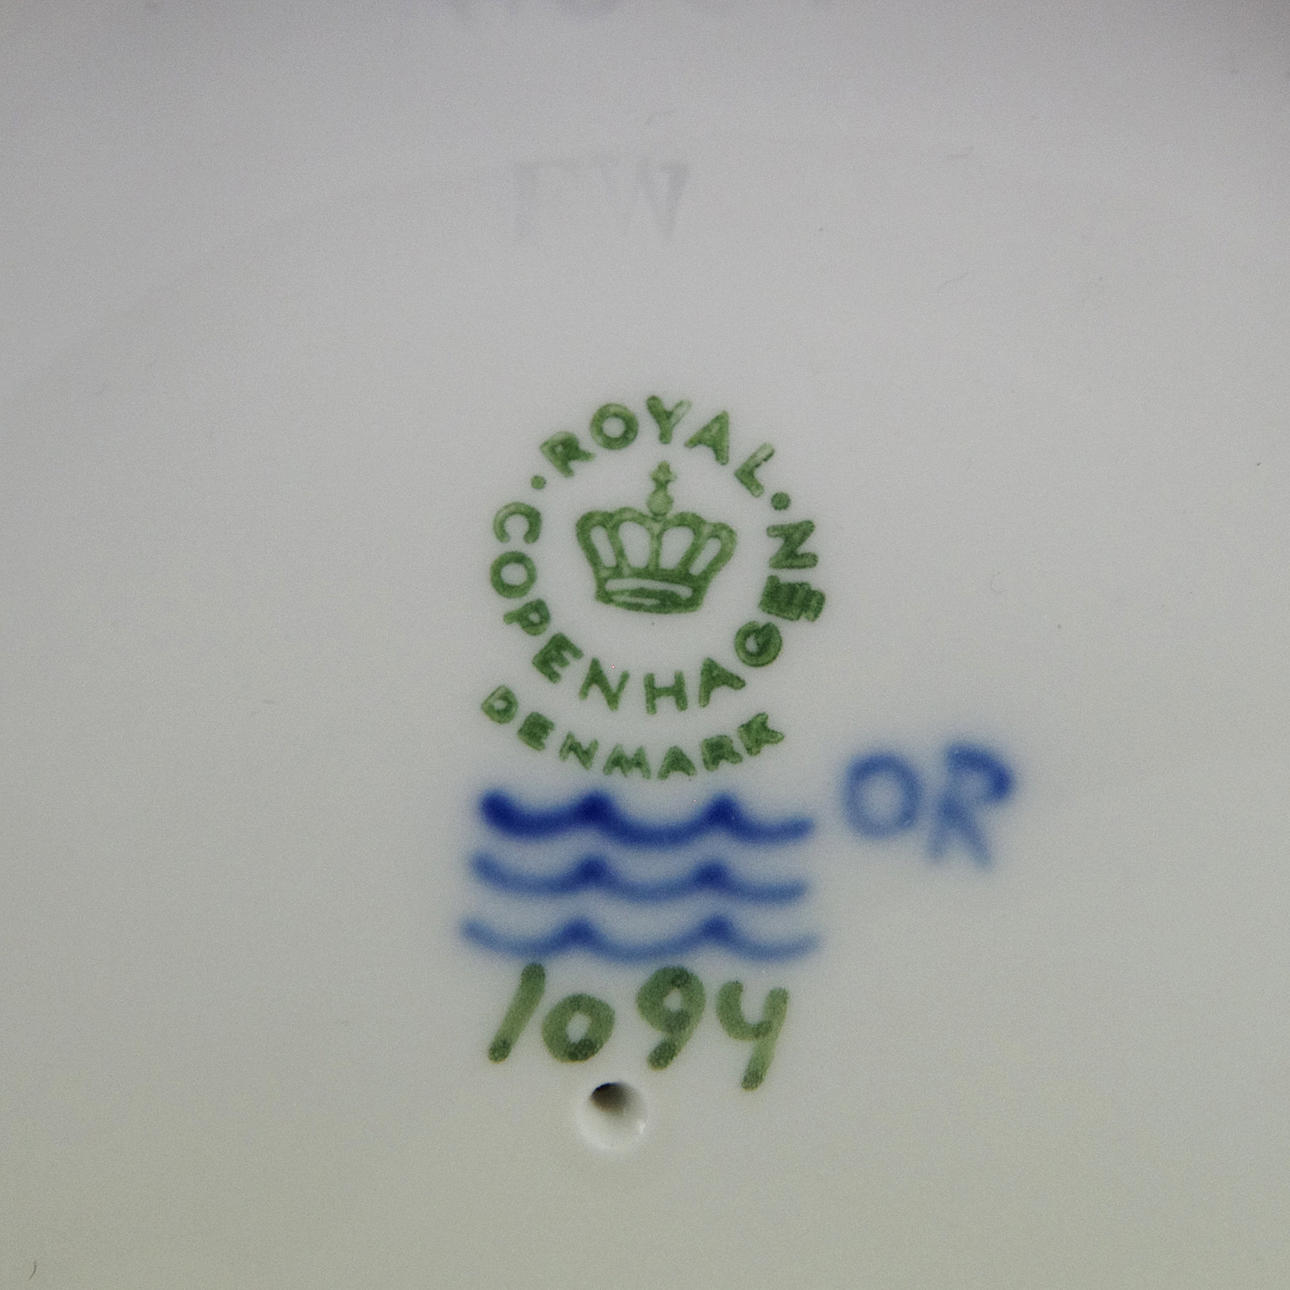 · ROYAL · COPENHAGEN
DENMARK
OR
1094